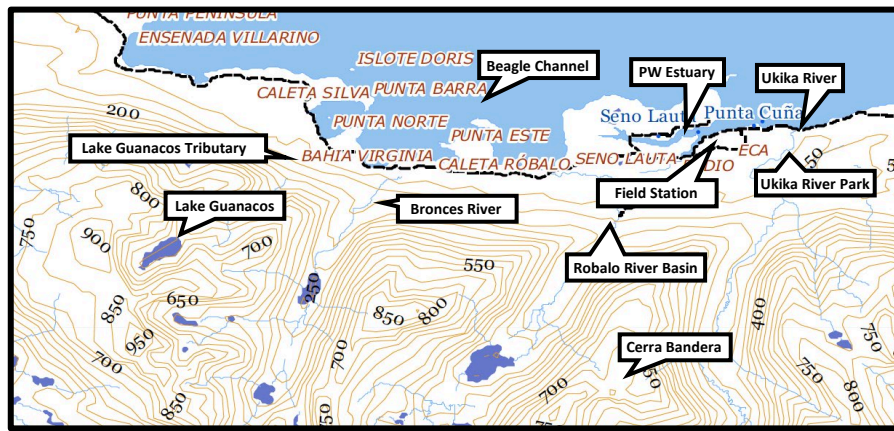 PUNTA PENINSULA
ENSENADA VILLARINO
ISLOTE DORIS
Beagle Channel
PW Estuary
Ukika River
CALETA SILVA
PUNTA BARRA
200
Seno Lauta
Punta Cuña
PUNTA NORTE
PUNTA ESTE
Lake Guanacos Tributary
BAHIA VIRGINIA
CALETA RÓBALO
SENO LAUTA
DIO
ECA
800
Field Station
Ukika River Park
Lake Guanacos
Bronces River
750
900
700
550
Robalo River Basin
650
250
850
850
800
400
950
700
Cerra Bandera
700
700
750
850
750
800